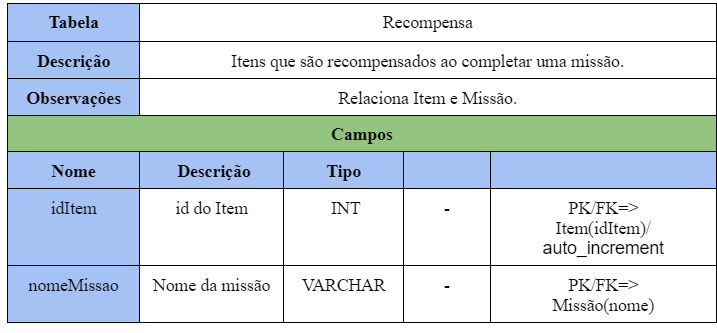 Tabela Recompensa
Descrição Itens que são recompensados ao completar uma missão.
Observações Relaciona Item e Missão.
Campos
Nome Descrição Tipo
idItem id do Item INT - PK/FK=>
Item(idItem)/
auto_increment
nomeMissao Nome da missão VARCHAR - PK/FK=>
Missão(nome)